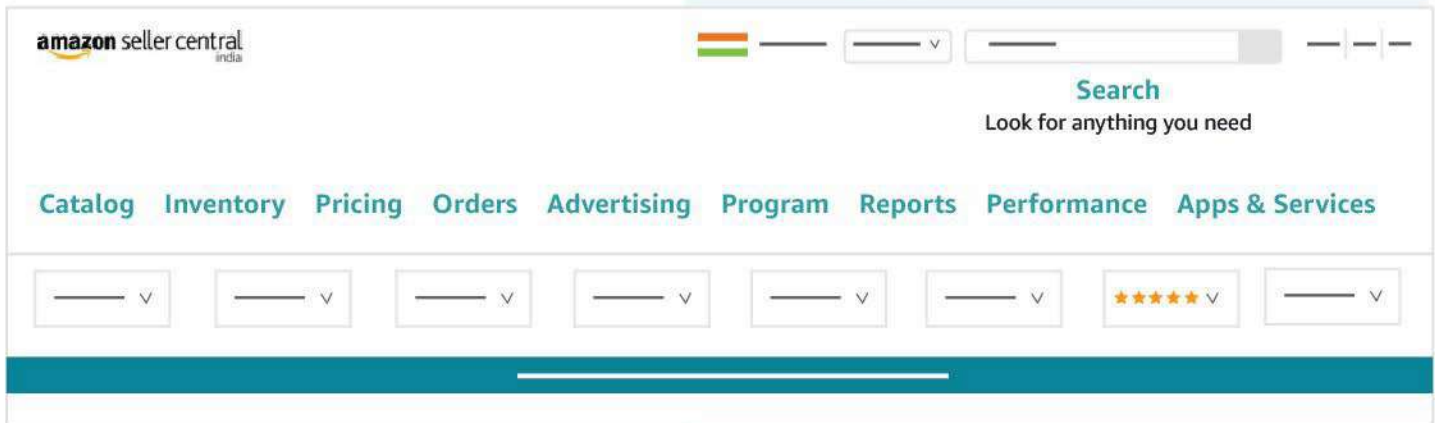 amazon seller central
india
Search
Look for anything you need
Catalog Inventory Pricing Orders Advertising Program Reports Performance Apps & Services